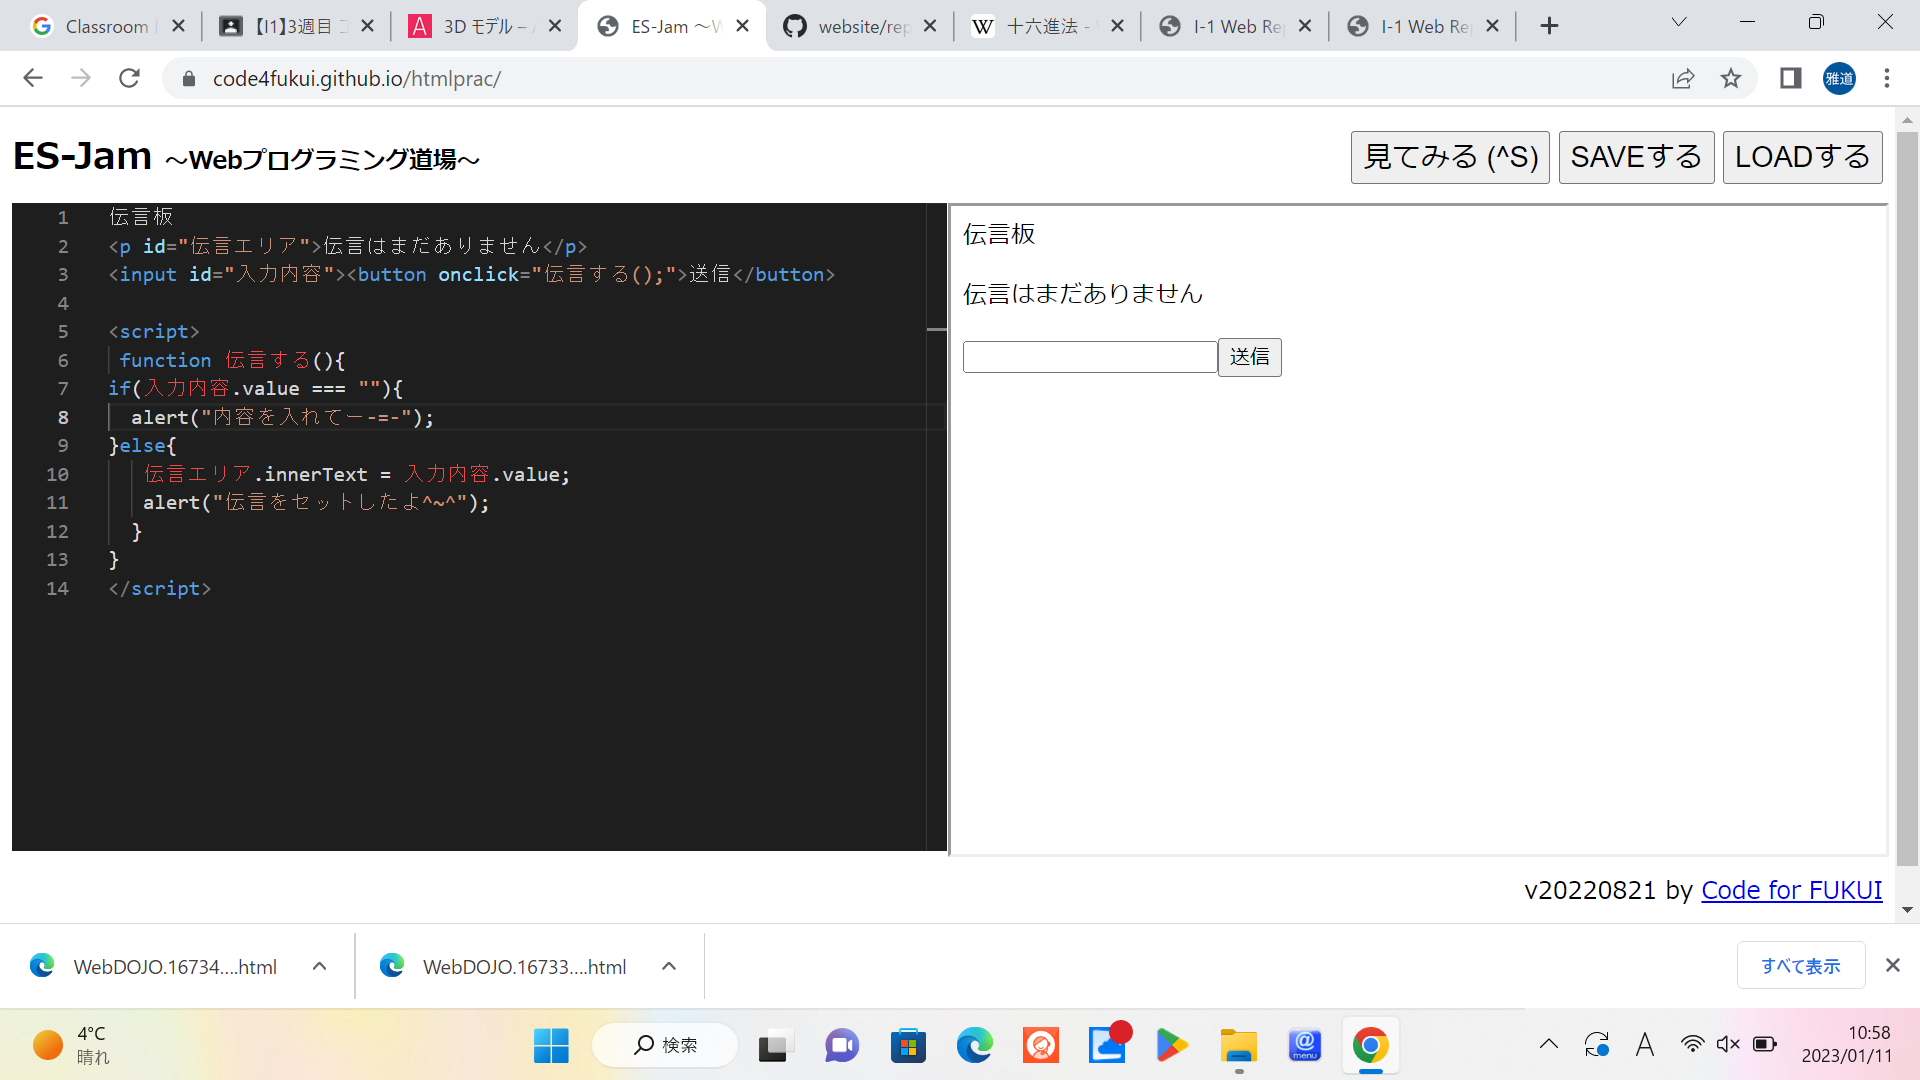 Classroom
【I1】3週目 コ
3D モデル – A
ES-Jam ～W
website/rep
十六進法 - W
I-1 Web Rep
I-1 Web Rep
code4fukui.github.io/htmlprac/
雅道
ES-Jam ～Webプログラミング道場～
見てみる (^S) SAVEする LOADする
1 伝言板
2 <p id="伝言エリア">伝言はまだありません</p>
3 <input id="入力内容"><button onclick="伝言する();">送信</button>
4
5 <script>
6 function 伝言する(){
7 if(入力内容.value === ""){
8 alert("内容を入れてー-=-");
9 }else{
10 伝言エリア.innerText = 入力内容.value;
11 alert("伝言をセットしたよ^~^");
12 }
13 }
14 </script>
伝言板
伝言はまだありません
送信
v20220821 by Code for FUKUI
WebDOJO.16734....html
WebDOJO.16733....html
すべて表示
4°C
晴れ
検索
@
menu
A
10:58
2023/01/11